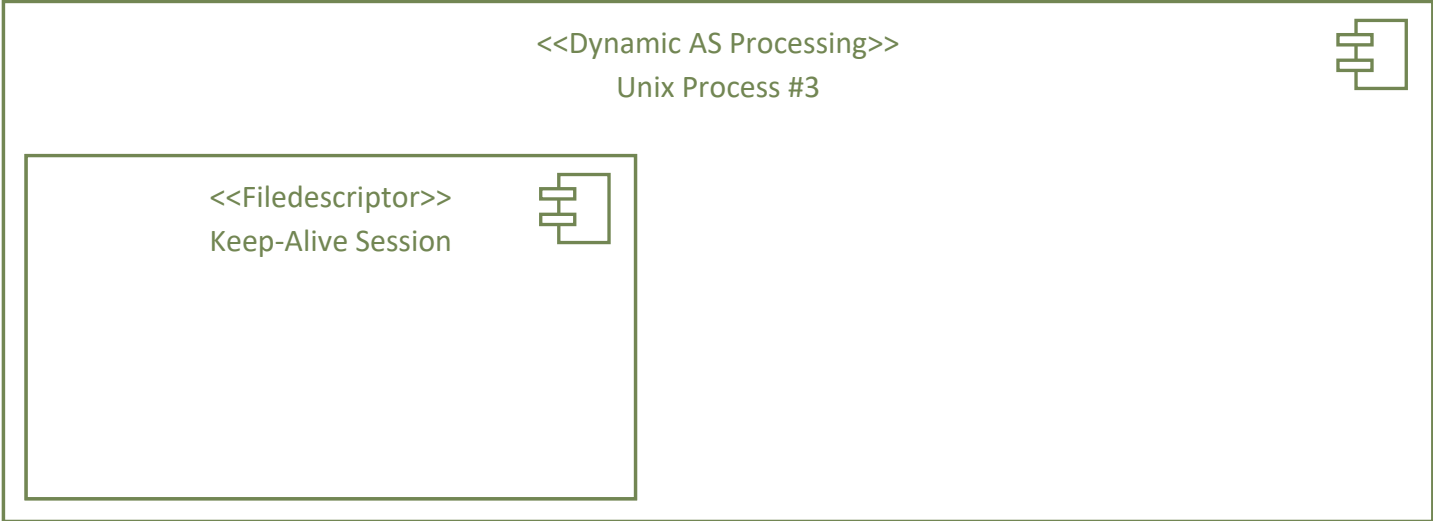 <<Dynamic AS Processing>>
Unix Process #3
<<Filedescriptor>>
Keep-Alive Session